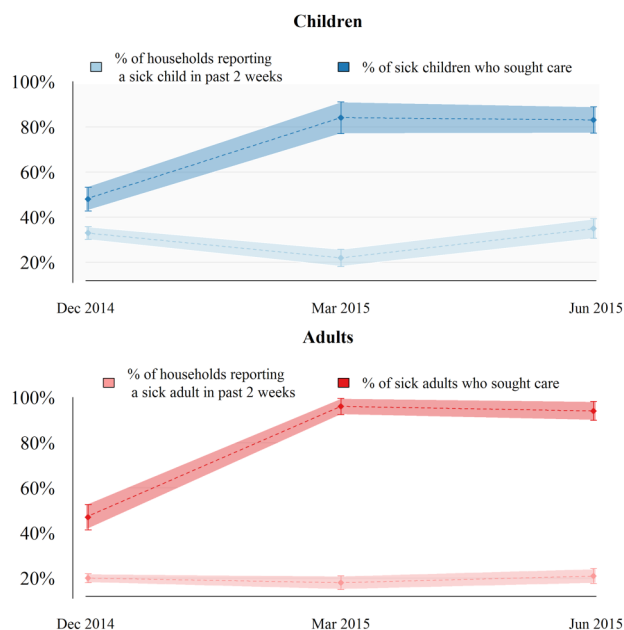 Children
% of households reporting
a sick child in past 2 weeks
% of sick children who sought care
100%
80%
60%
40%
20%
Dec 2014 Mar 2015 Jun 2015
Adults
% of households reporting
a sick adult in past 2 weeks
% of sick adults who sought care
100%
80%
60%
40%
20%
Dec 2014 Mar 2015 Jun 2015